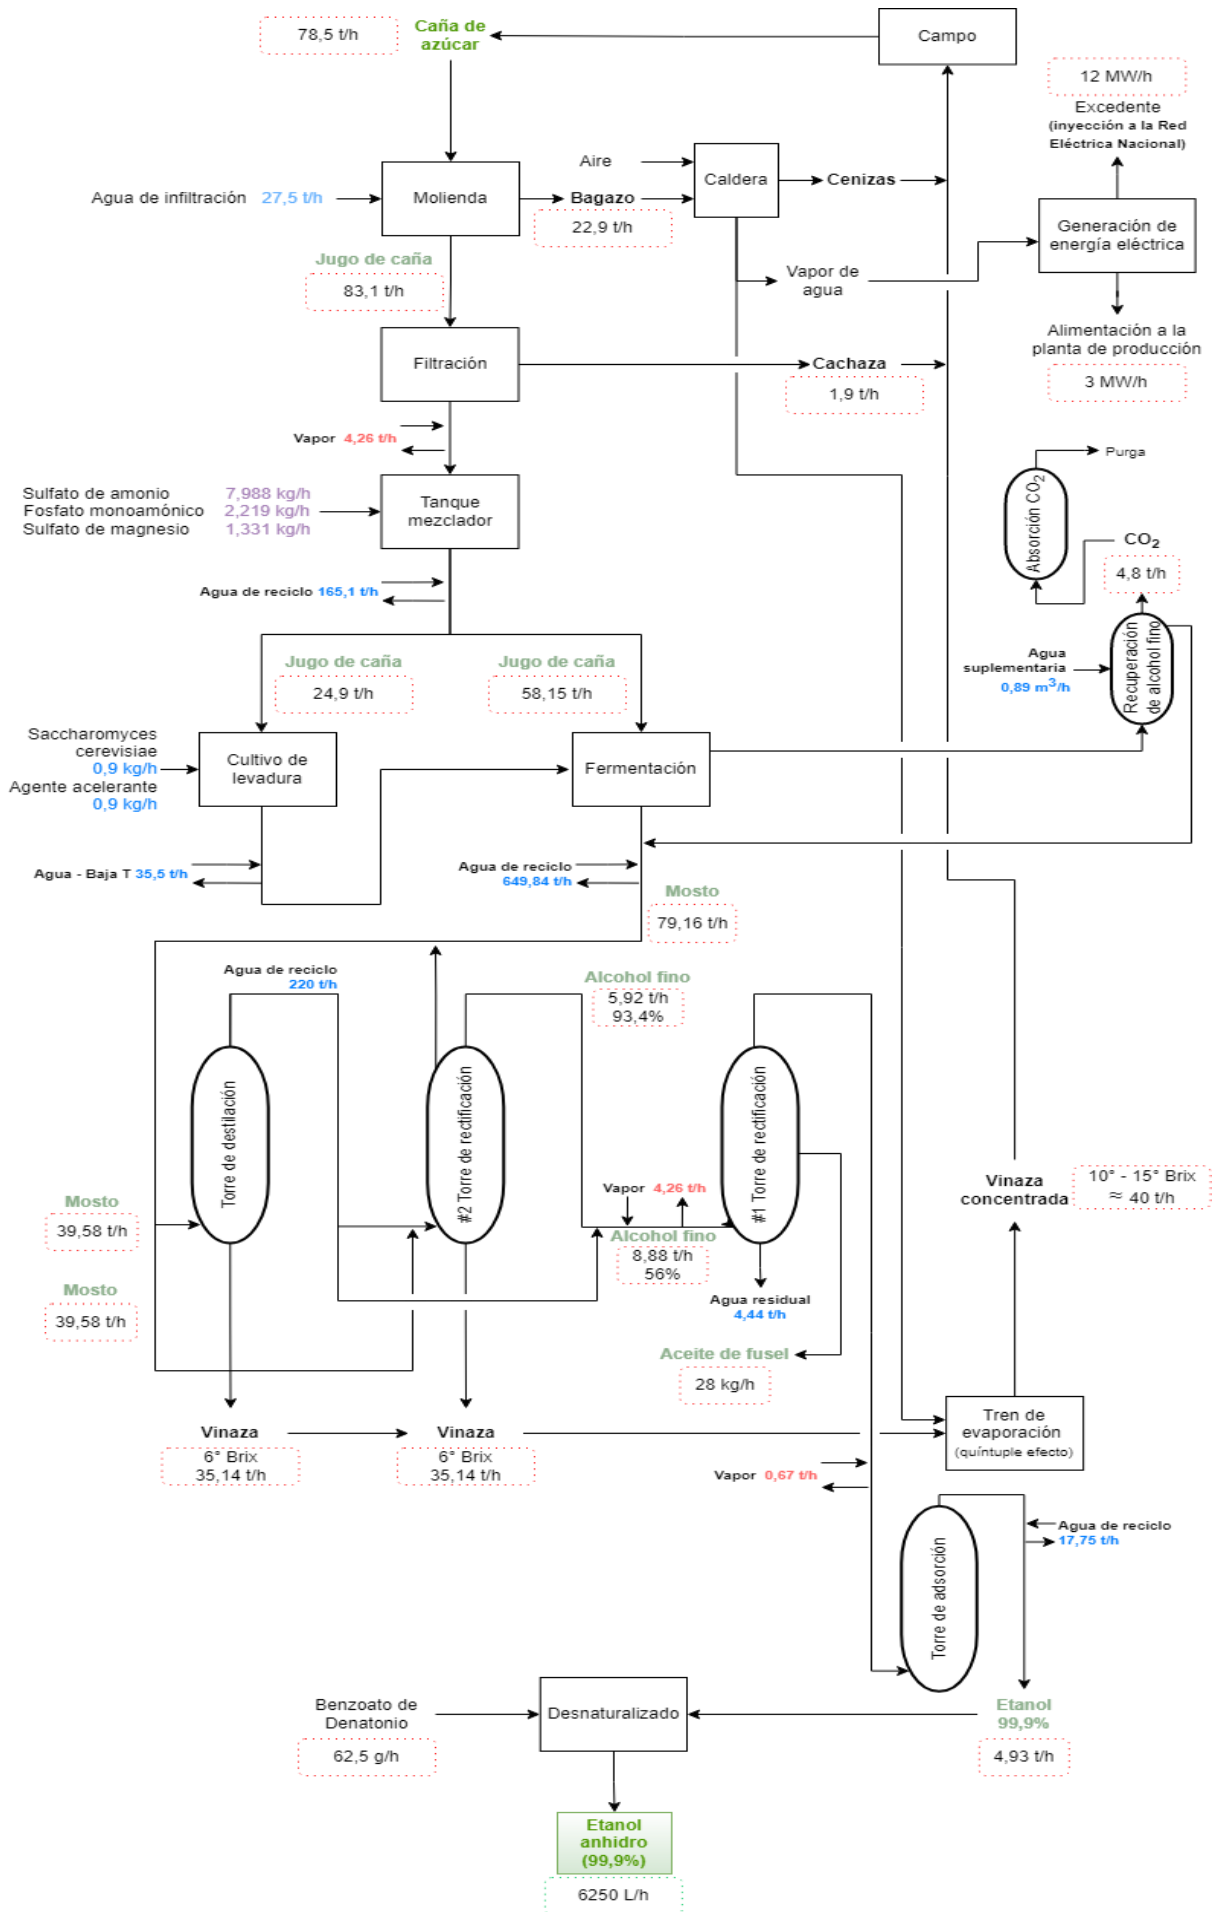 78,5 t/h
Caña de
azúcar
Campo
12 MW/h
Excedente
(inyección a la Red
Eléctrica Nacional)
Aire
Caldera
Cenizas
Agua de infiltración 27,5 t/h
Molienda
Bagazo
22,9 t/h
Generación de
energía eléctrica
Jugo de caña
83,1 t/h
Vapor de
agua
Alimentación a la
planta de producción
3 MW/h
Filtración
Cachaza
1,9 t/h
Vapor 4,26 t/h
Purga
Absorción CO2
Sulfato de amonio 7,988 kg/h
Fosfato monoamónico 2,219 kg/h
Sulfato de magnesio 1,331 kg/h
Tanque
mezclador
CO2
4,8 t/h
Agua de reciclo 165,1 t/h
Recuperación
de alcohol fino
Agua
suplementaria
0,89 m3/h
Jugo de caña
24,9 t/h
Jugo de caña
58,15 t/h
Saccharomyces
cerevisiae
0,9 kg/h
Agente acelerante
0,9 kg/h
Cultivo de
levadura
Fermentación
Agua - Baja T 35,5 t/h
Agua de reciclo
649,84 t/h
Mosto
79,16 t/h
Agua de reciclo
220 t/h
Alcohol fino
5,92 t/h
93,4%
Torre de destilación
#2 Torre de rectificación
#1 Torre de rectificación
Mosto
39,58 t/h
Vapor 4,26 t/h
Alcohol fino
8,88 t/h
56%
Vinaza
concentrada
10° - 15° Brix
≈ 40 t/h
Mosto
39,58 t/h
Agua residual
4,44 t/h
Aceite de fusel
28 kg/h
Vinaza
6° Brix
35,14 t/h
Vinaza
6° Brix
35,14 t/h
Tren de
evaporación
(quíntuple efecto)
Vapor 0,67 t/h
Agua de reciclo
17,75 t/h
Torre de adsorción
Benzoato de
Denatonio
62,5 g/h
Desnaturalizado
Etanol
99,9%
4,93 t/h
Etanol
anhidro
(99,9%)
6250 L/h